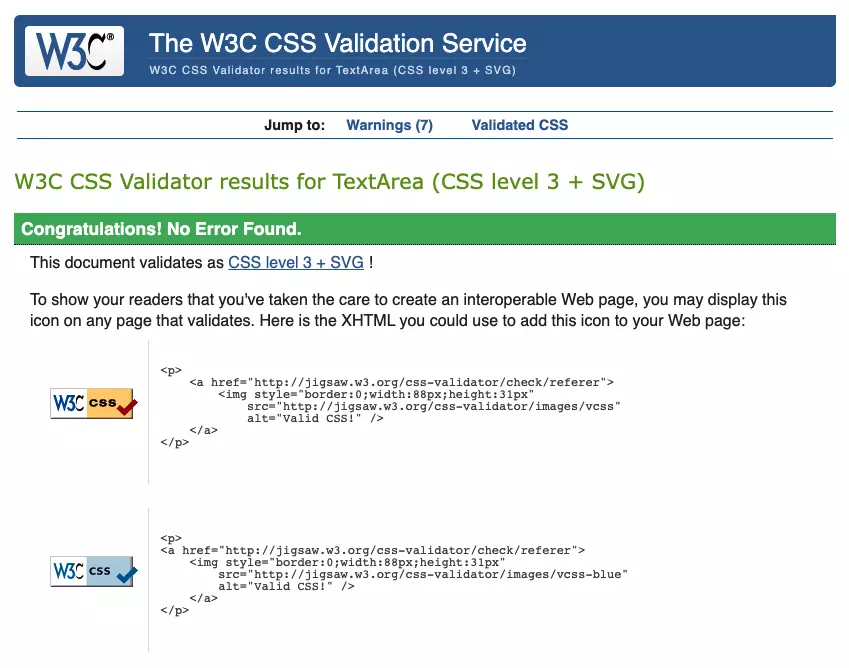 W3C®
The W3C CSS Validation Service
W3C CSS Validator results for TextArea (CSS level 3 + SVG)
Jump to: Warnings (7) Validated CSS
W3C CSS Validator results for TextArea (CSS level 3 + SVG)
Congratulations! No Error Found.
This document validates as CSS level 3 + SVG !
To show your readers that you've taken the care to create an interoperable Web page, you may display this
icon on any page that validates. Here is the XHTML you could use to add this icon to your Web page:
W3C css
<p>
    <a href="http://jigsaw.w3.org/css-validator/check/referer">
        <img style="border:0;width:88px;height:31px"
            src="http://jigsaw.w3.org/css-validator/images/vcss"
            alt="Valid CSS!" />
    </a>
</p>
W3C css
<p>
<a href="http://jigsaw.w3.org/css-validator/check/referer">
    <img style="border:0;width:88px;height:31px"
        src="http://jigsaw.w3.org/css-validator/images/vcss-blue"
        alt="Valid CSS!" />
    </a>
</p>